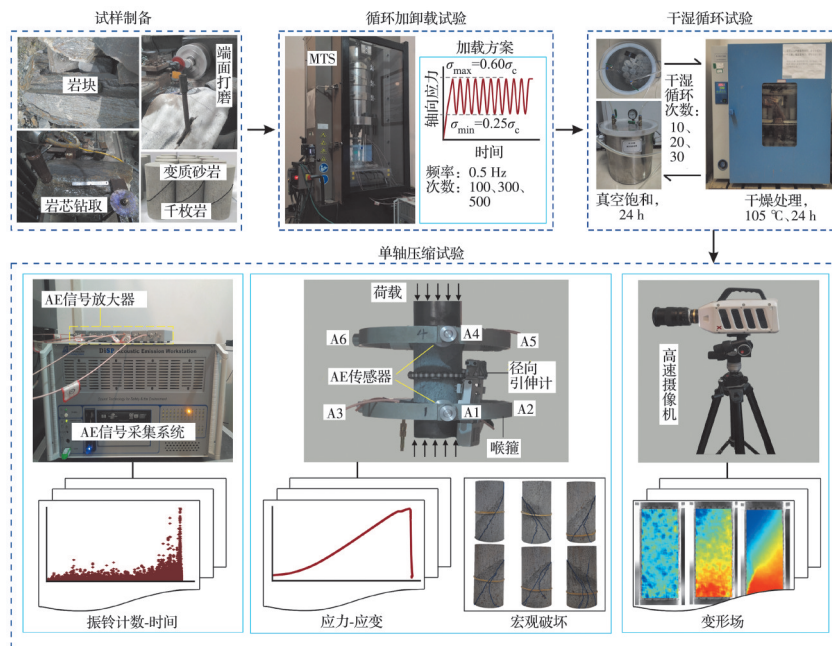 试样制备
岩块
端面打磨
岩芯钻取
变质砂岩
千枚岩
循环加卸载试验
MTS
加载方案
σmax=0.60σc
σmin=0.25σc
轴向应力
时间
频率：0.5 Hz
次数：100、300、
500
干湿循环试验
干湿
循环
次数：
10、
20、
30
真空饱和，
24 h
干燥处理，
105 ℃、24 h
单轴压缩试验
AE信号放大器
DISP Acoustic Emission Workstation
AE信号采集系统
振铃计数-时间
荷载
A6
A4
A5
AE传感器
径向
引伸计
A3
A1
A2
喉箍
应力-应变
宏观破坏
高速摄像机
变形场